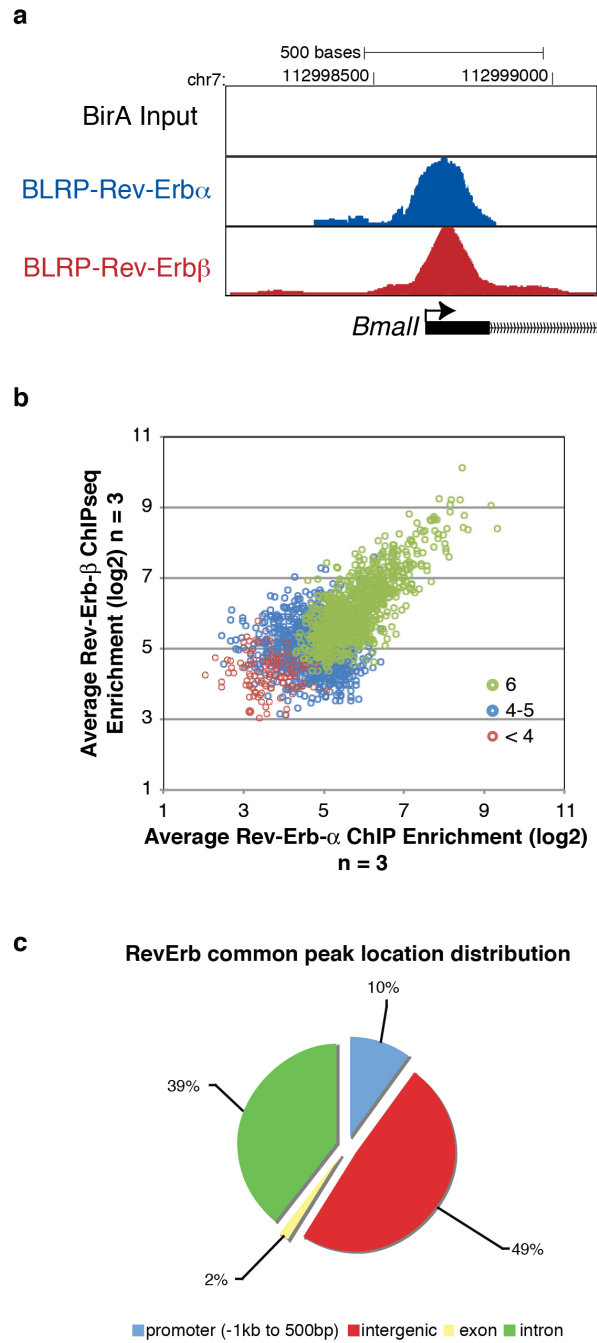 a
500 bases
chr7: 112998500 112999000
BirA Input
BLRP-Rev-Erbα
BLRP-Rev-Erbβ
Bmall
b
11
9
7
5
3
1
Average Rev-Erb-β ChIPseq
Enrichment (log2) n = 3
6
4-5
< 4
1 3 5 7 9 11
Average Rev-Erb-α ChIP Enrichment (log2)
n = 3
c
RevErb common peak location distribution
10%
39%
49%
2%
promoter (-1kb to 500bp) intergenic exon intron